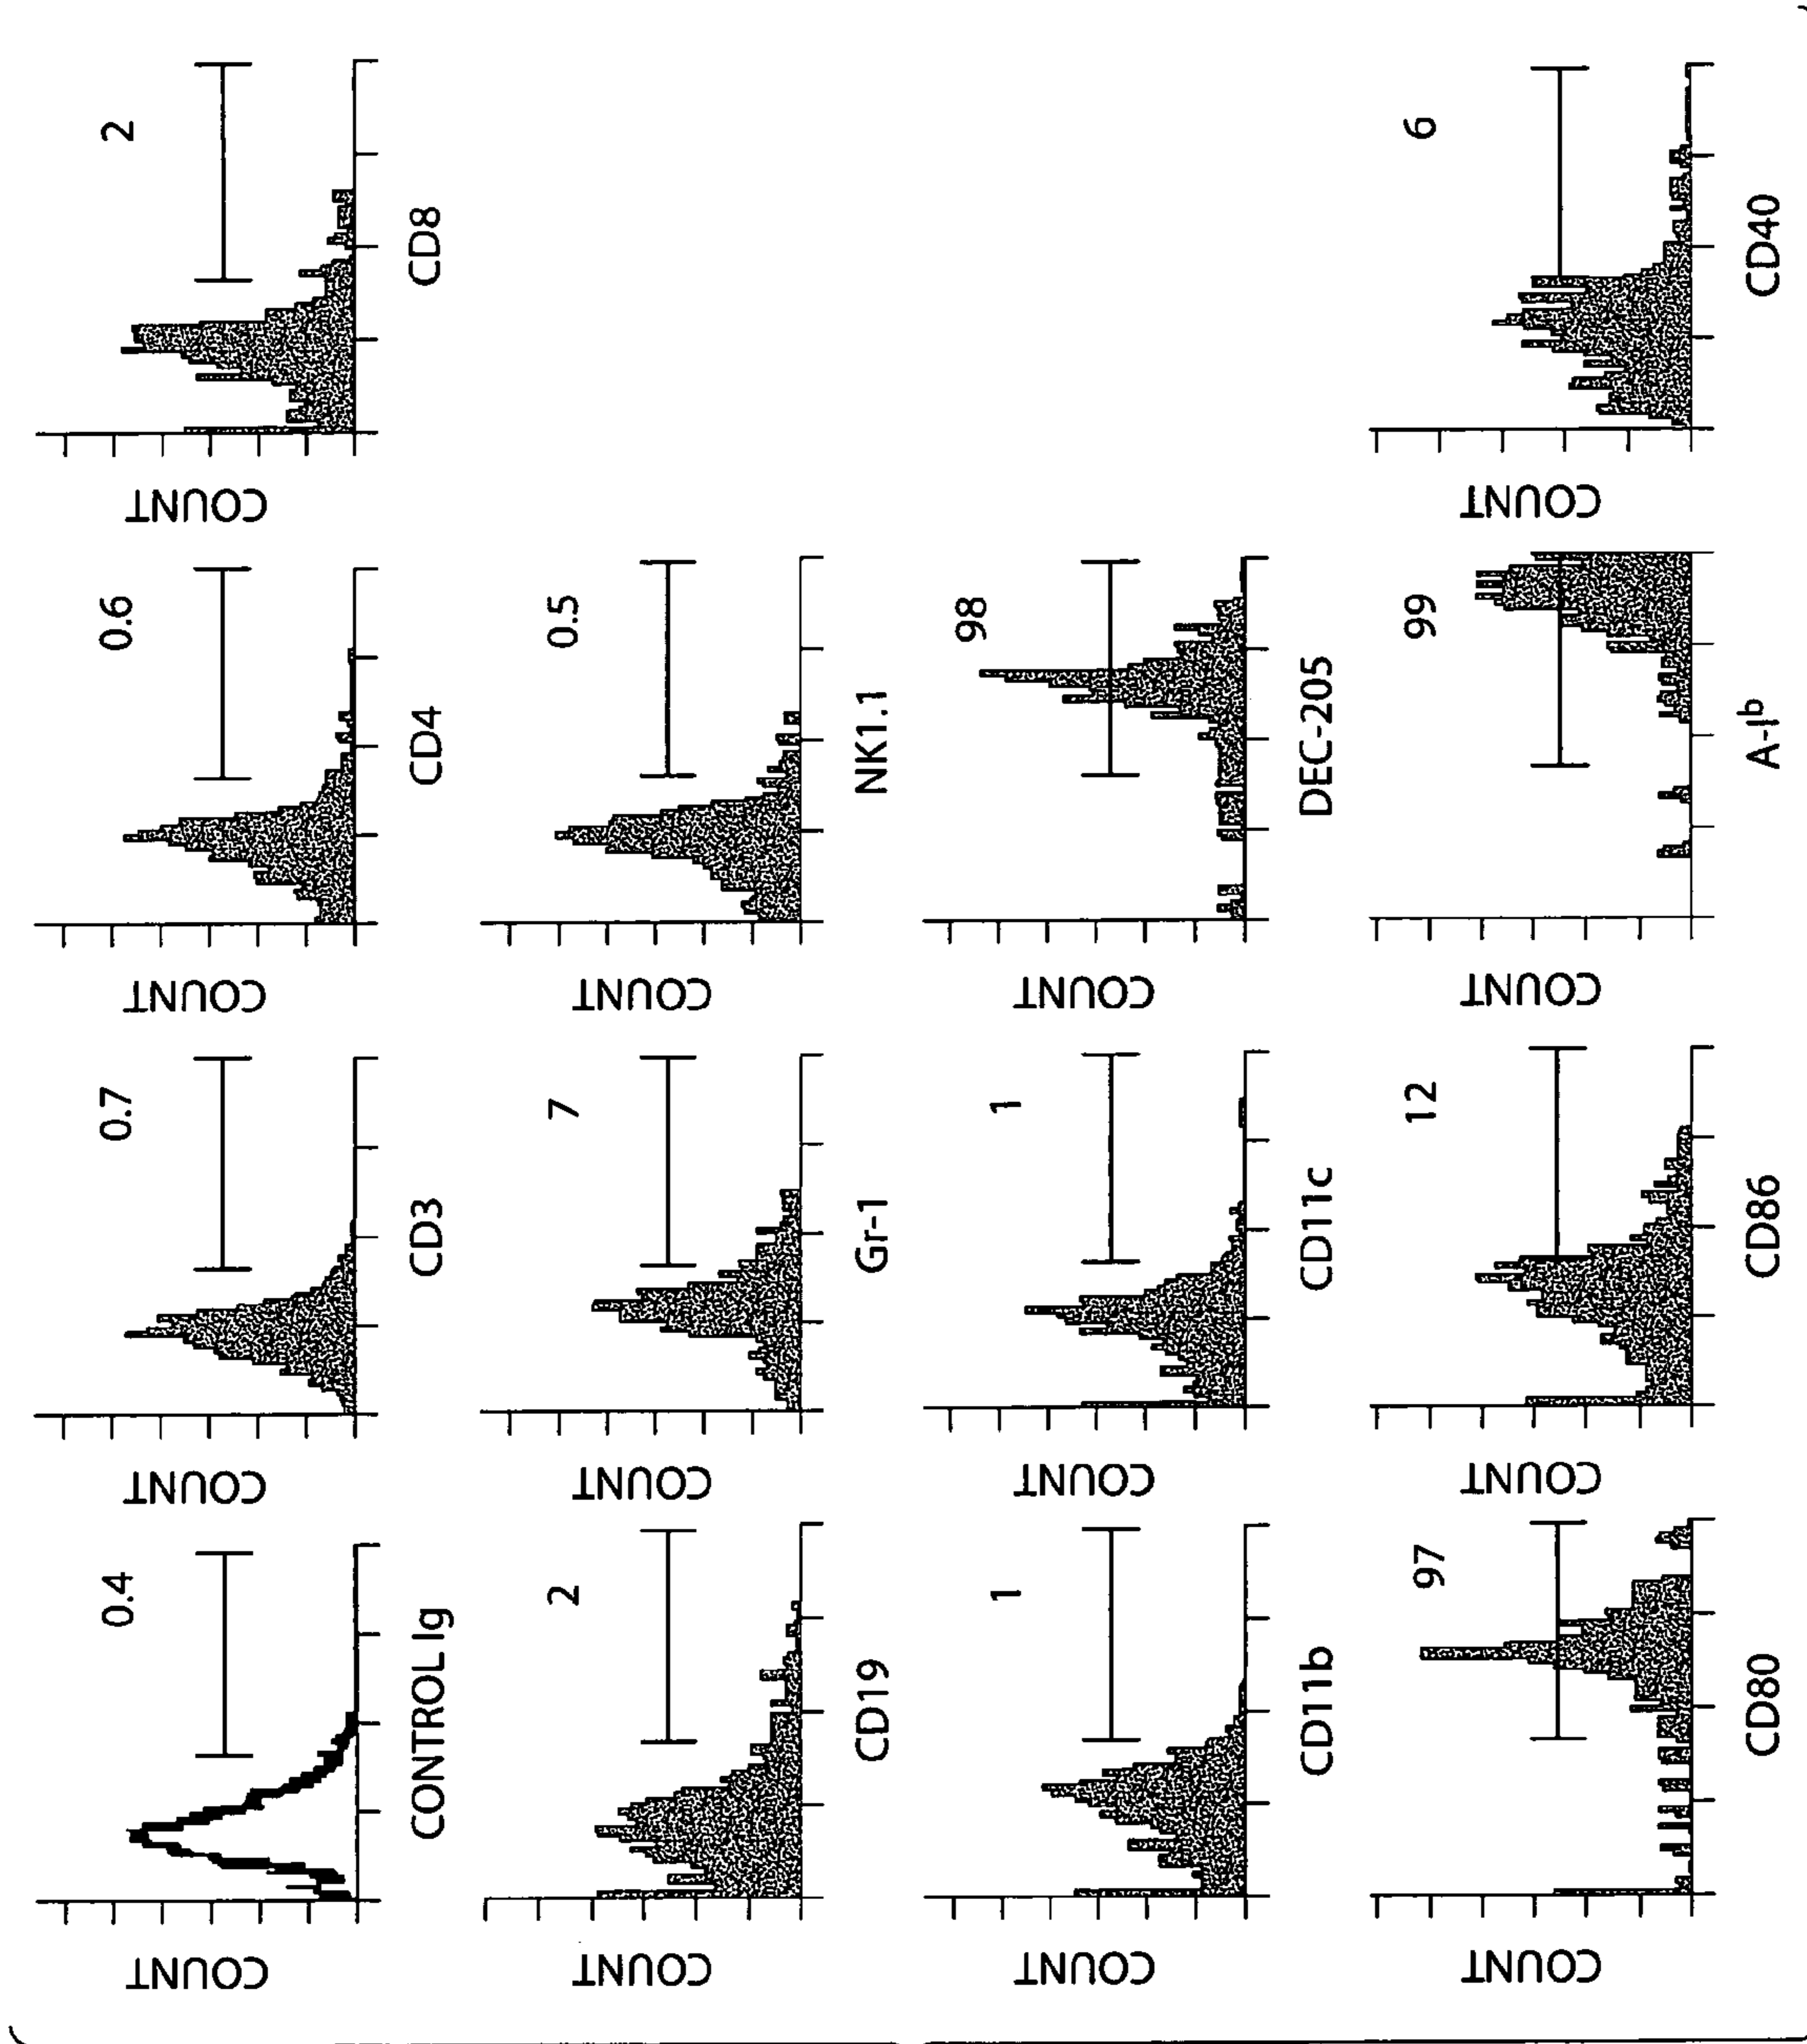 0.4
COUNT
CONTROL Ig
0.7
COUNT
CD3
0.6
COUNT
CD4
2
COUNT
CD8
2
COUNT
CD19
7
COUNT
Gr-1
0.5
COUNT
NK1.1
1
COUNT
CD11b
1
COUNT
CD11c
98
COUNT
DEC-205
97
COUNT
CD80
12
COUNT
CD86
99
COUNT
A-Iᵇ
6
COUNT
CD40